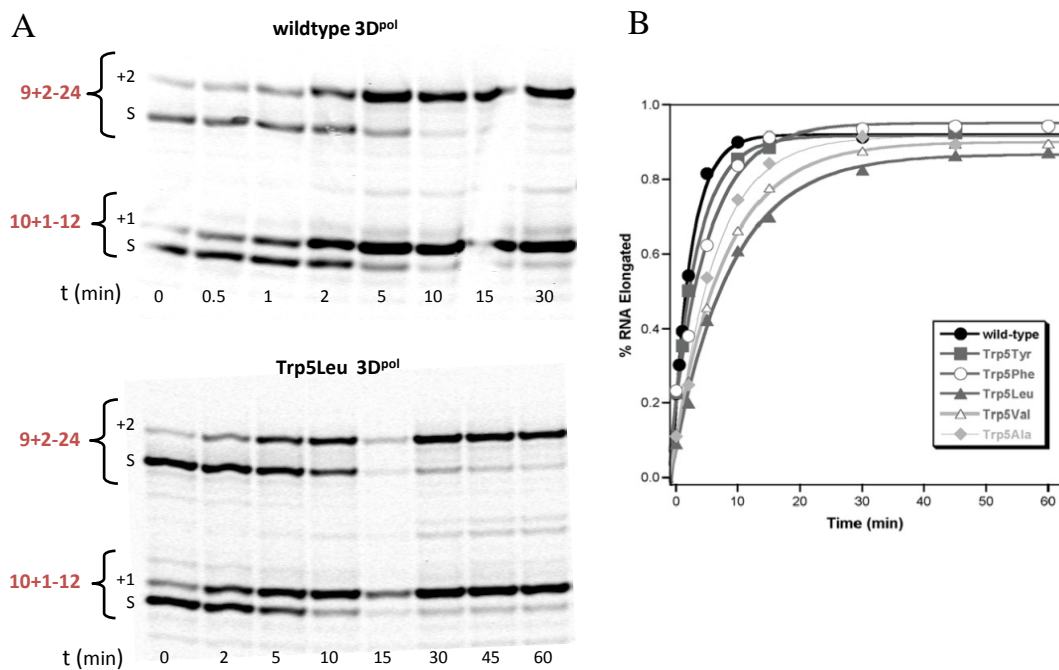 A
wildtype 3Dpol
9+2-24
+2
S
10+1-12
+1
S
t (min) 0 0.5 1 2 5 10 15 30
Trp5Leu 3Dpol
9+2-24
+2
S
10+1-12
+1
S
t (min) 0 2 5 10 15 30 45 60
B
1.0
0.8
0.6
0.4
0.2
0.0
% RNA Elongated
wild-type
Trp5Tyr
Trp5Phe
Trp5Leu
Trp5Val
Trp5Ala
0 10 20 30 40 50 60
Time (min)